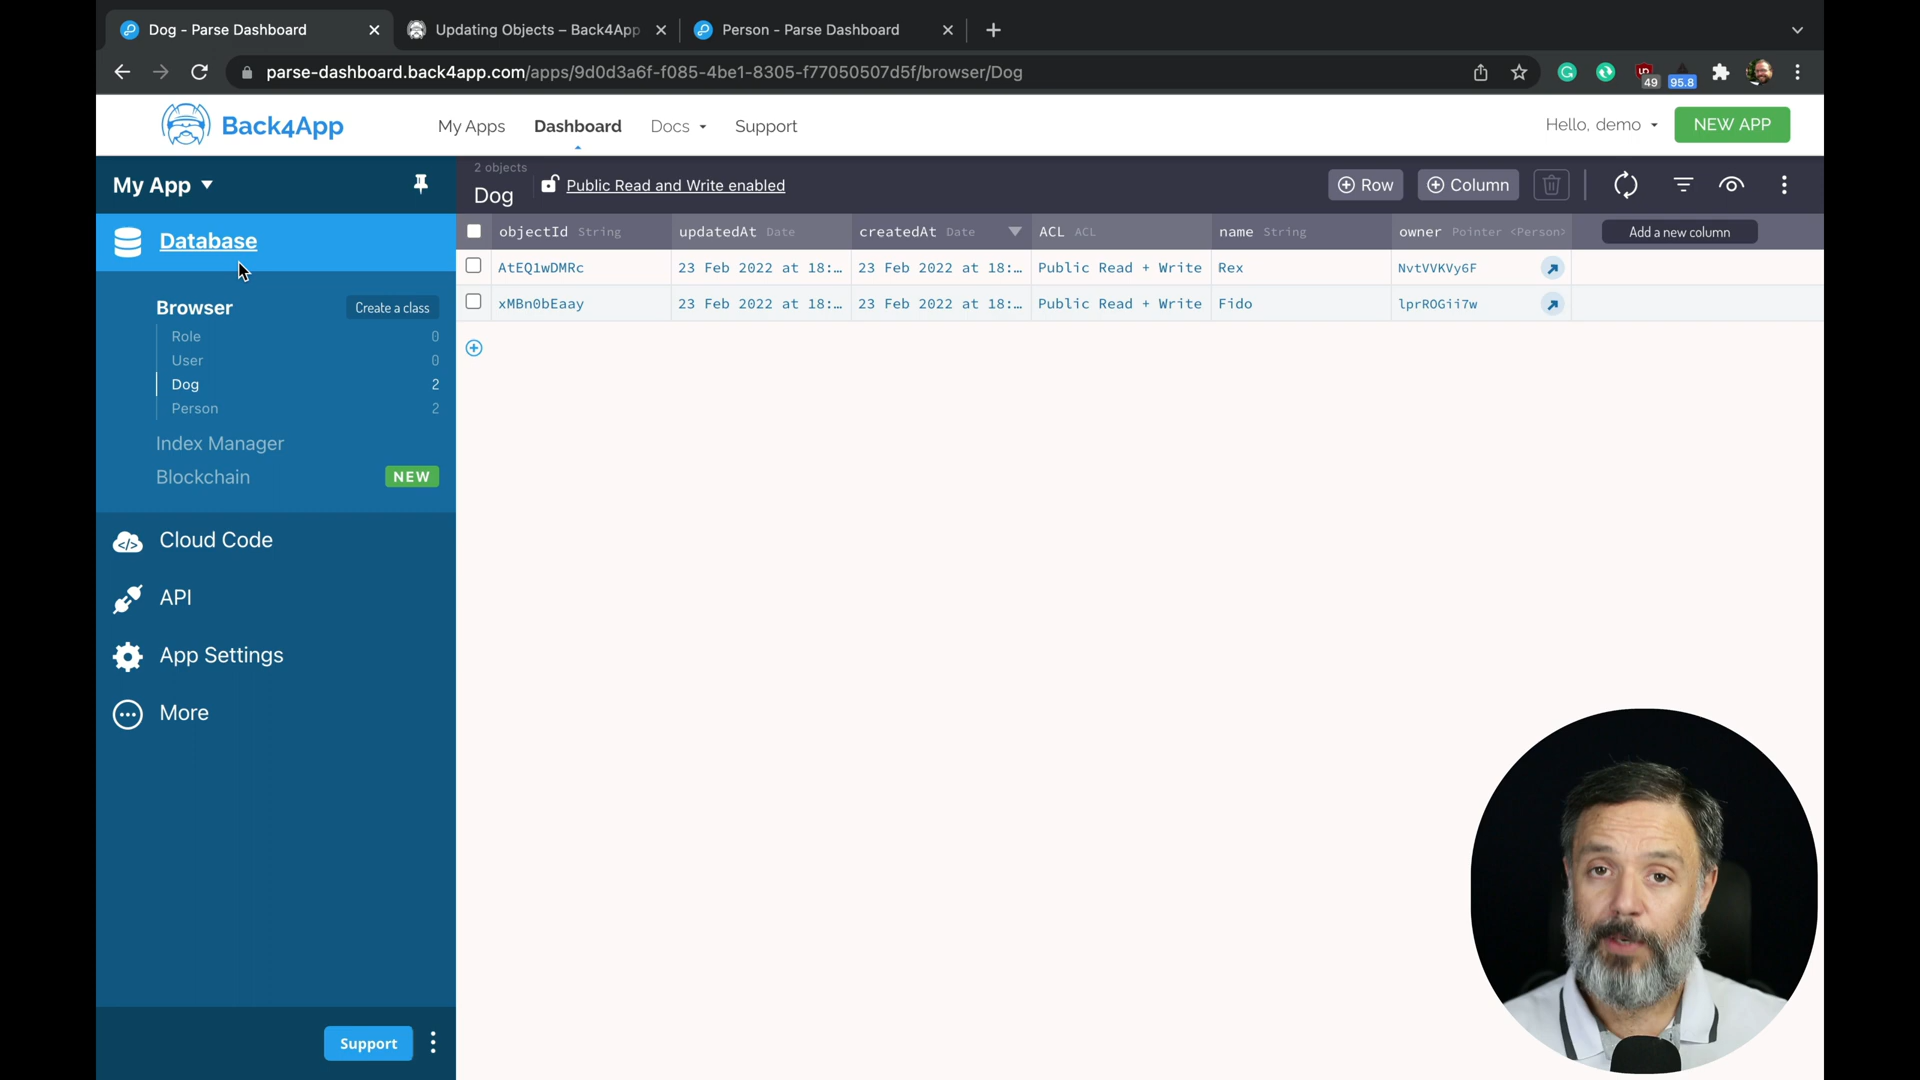 Dog - Parse Dashboard
Updating Objects – Back4App
Person - Parse Dashboard
parse-dashboard.back4app.com/apps/9d0d3a6f-f085-4be1-8305-f77050507d5f/browser/Dog
49
95.8
Back4App
My Apps
Dashboard
Docs
Support
Hello, demo
NEW APP
My App
2 objects
Dog
Public Read and Write enabled
Row
Column
Database
objectId String
updatedAt Date
createdAt Date
ACL ACL
name String
owner Pointer <Person>
Add a new column
AtEQ1wDMRc
23 Feb 2022 at 18:…
23 Feb 2022 at 18:…
Public Read + Write
Rex
NvtVVKVy6F
xMBn0bEaay
23 Feb 2022 at 18:…
23 Feb 2022 at 18:…
Public Read + Write
Fido
lprROGii7w
Browser
Create a class
Role 0
User 0
Dog 2
Person 2
Index Manager
Blockchain
NEW
Cloud Code
API
App Settings
More
Support